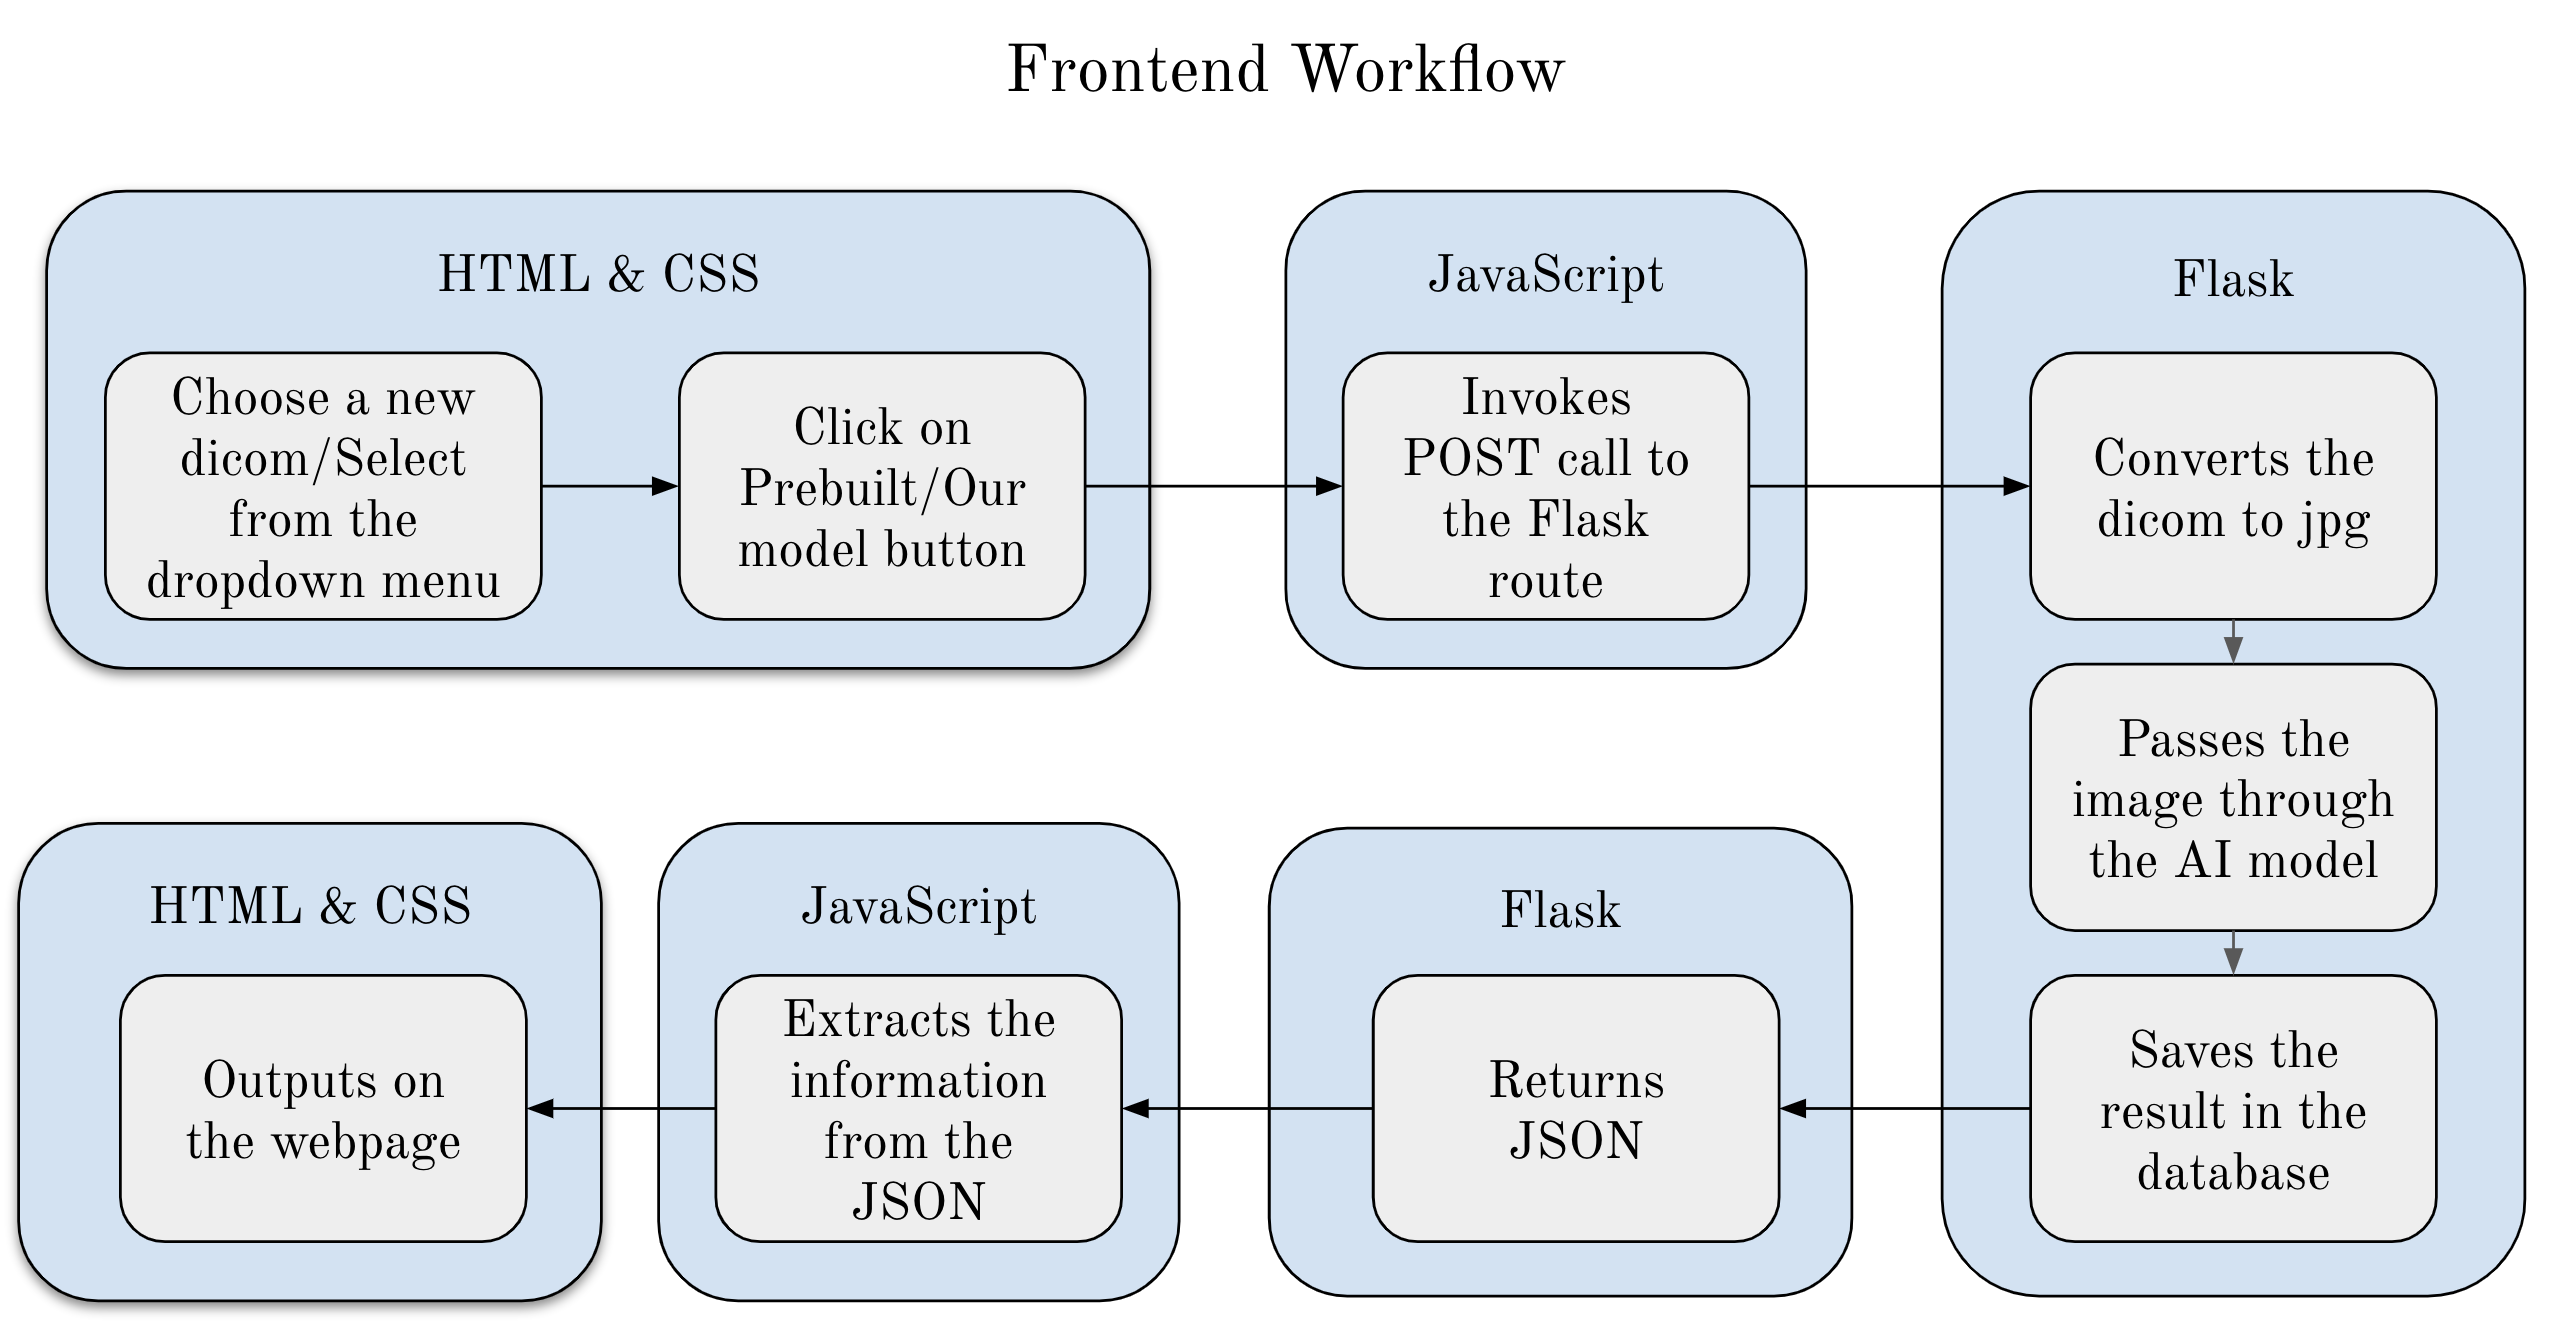 Frontend Workflow
HTML & CSS
Choose a new
dicom/Select
from the
dropdown menu
Click on
Prebuilt/Our
model button
JavaScript
Invokes
POST call to
the Flask
route
Flask
Converts the
dicom to jpg
Passes the
image through
the AI model
Saves the
result in the
database
Flask
Returns
JSON
JavaScript
Extracts the
information
from the
JSON
HTML & CSS
Outputs on
the webpage